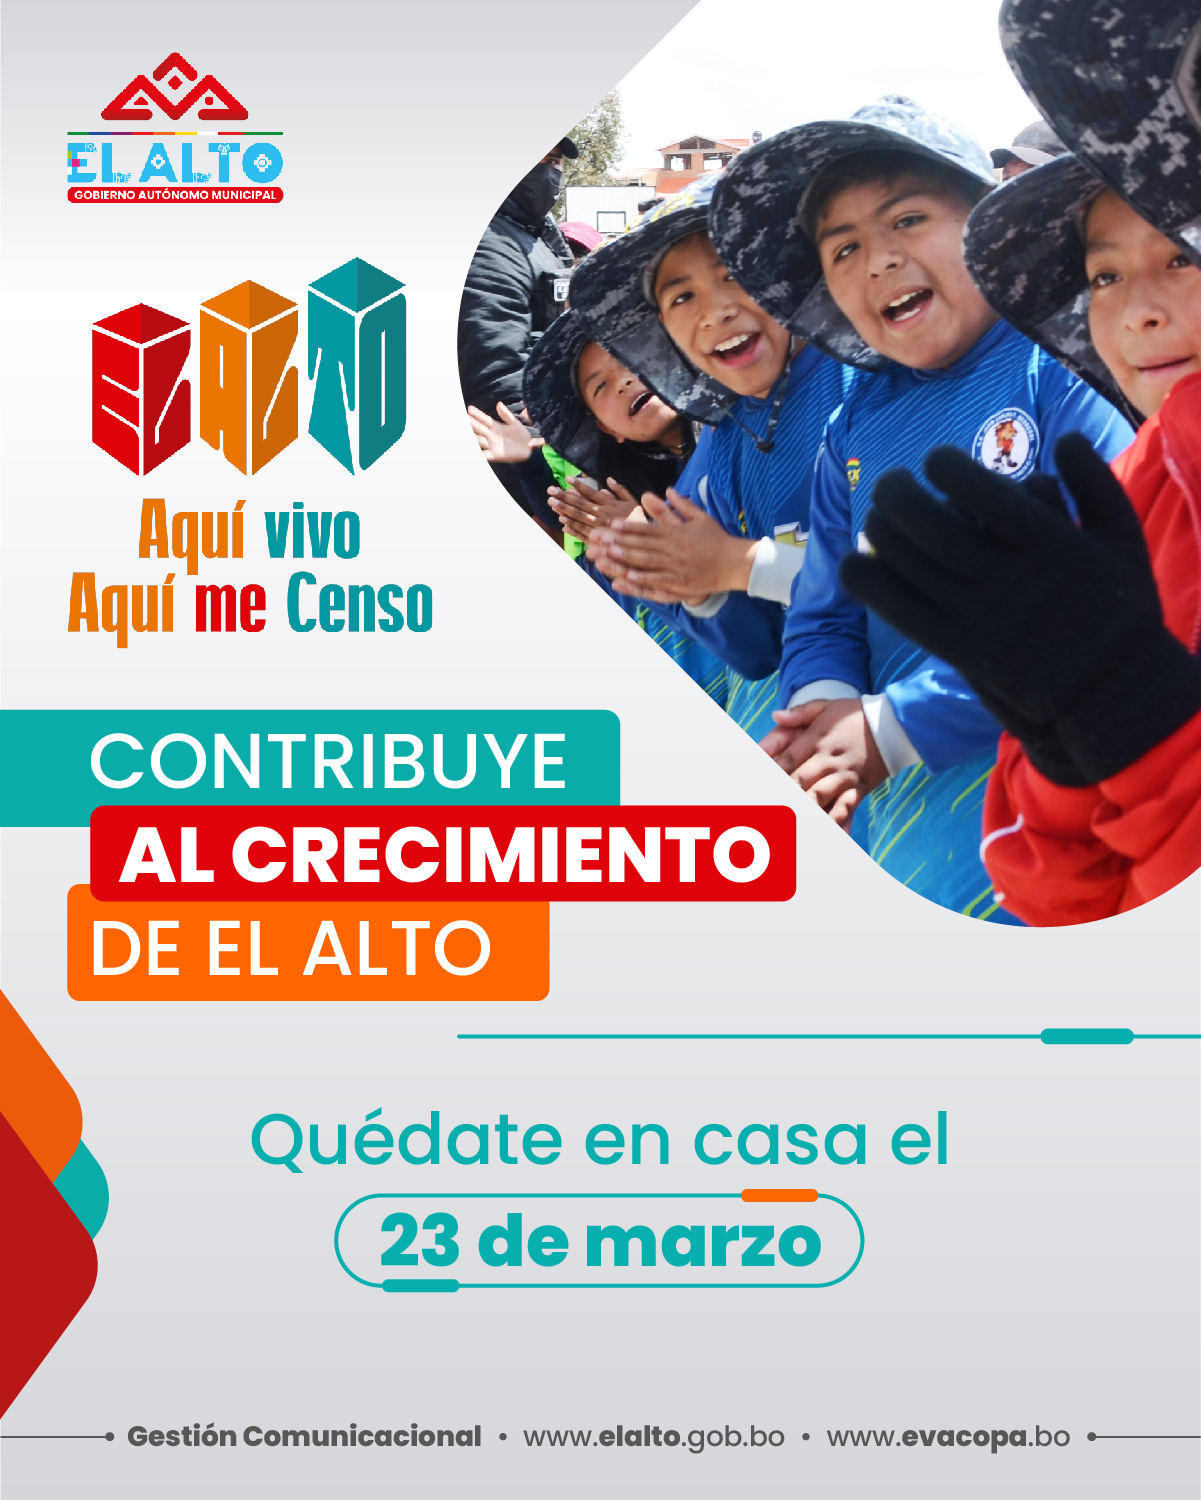 EL ALTO
GOBIERNO AUTÓNOMO MUNICIPAL
EL ALTO
Aquí vivo
Aquí me Censo
CONTRIBUYE
AL CRECIMIENTO
DE EL ALTO
Quédate en casa el
23 de marzo
Gestión Comunicacional • www.elalto.gob.bo • www.evacopa.bo